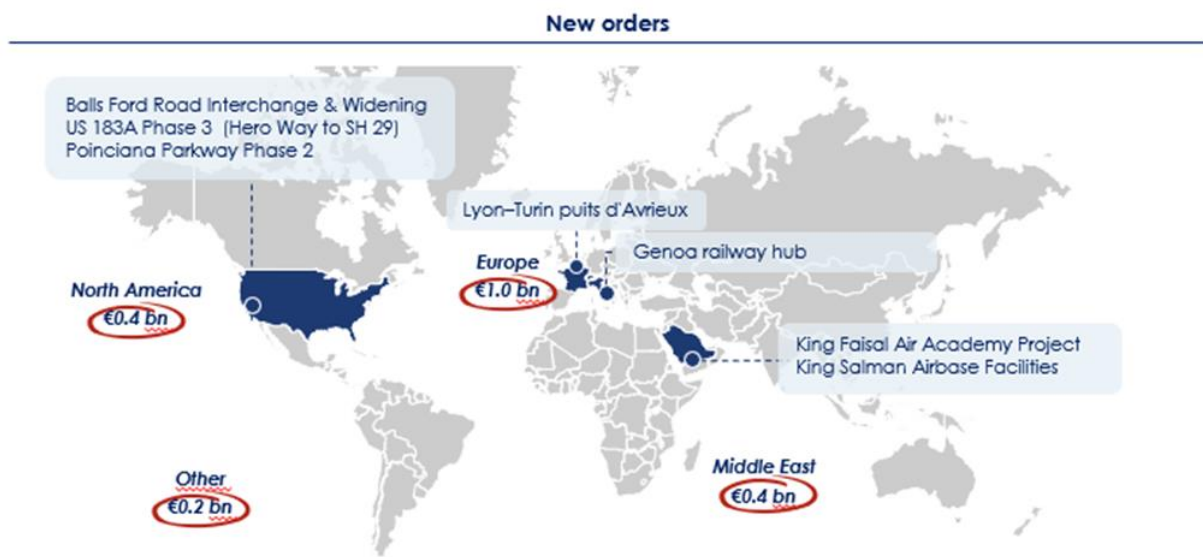 New orders
Balls Ford Road Interchange & Widening
US 183A Phase 3 (Hero Way to SH 29)
Poinciana Parkway Phase 2
Lyon–Turin puits d'Avrieux
Genoa railway hub
Europe
€1.0 bn
North America
€0.4 bn
King Faisal Air Academy Project
King Salman Airbase Facilities
Middle East
€0.4 bn
Other
€0.2 bn